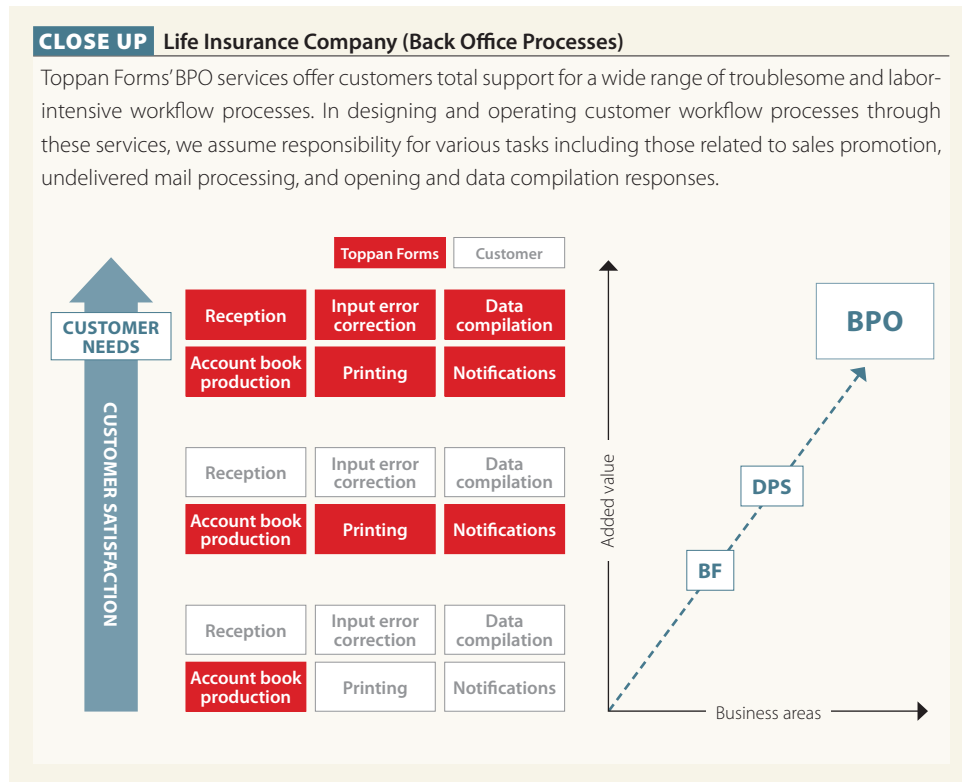 CLOSE UP Life Insurance Company (Back Office Processes)
Toppan Forms' BPO services offer customers total support for a wide range of troublesome and labor-
intensive workflow processes. In designing and operating customer workflow processes through
these services, we assume responsibility for various tasks including those related to sales promotion,
undelivered mail processing, and opening and data compilation responses.
Toppan Forms
Customer
CUSTOMER
NEEDS
CUSTOMER SATISFACTION
Reception
Input error
correction
Data
compilation
Account book
production
Printing
Notifications
Reception
Input error
correction
Data
compilation
Account book
production
Printing
Notifications
Reception
Input error
correction
Data
compilation
Account book
production
Printing
Notifications
Added value
BPO
DPS
BF
Business areas